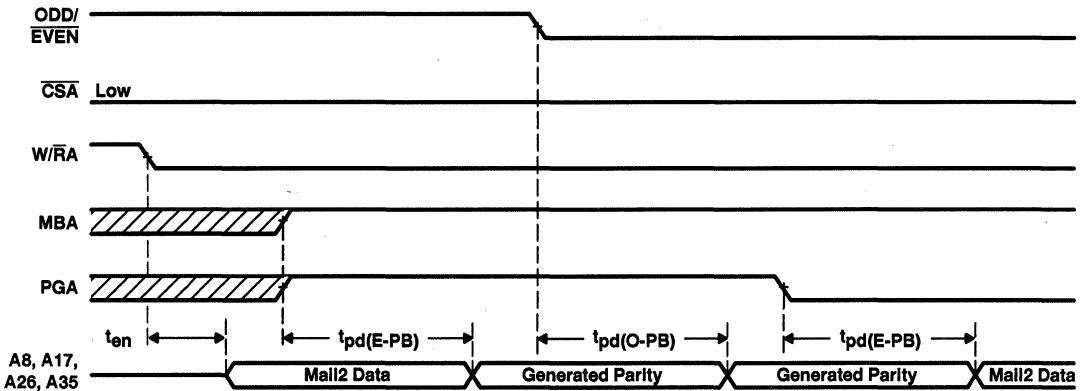 ODD/
EVEN
CSA Low
W/RA
MBA
PGA
ten tpd(E-PB) tpd(O-PB) tpd(E-PB)
A8, A17,
A26, A35
Mail2 Data Generated Parity Generated Parity Mail2 Data